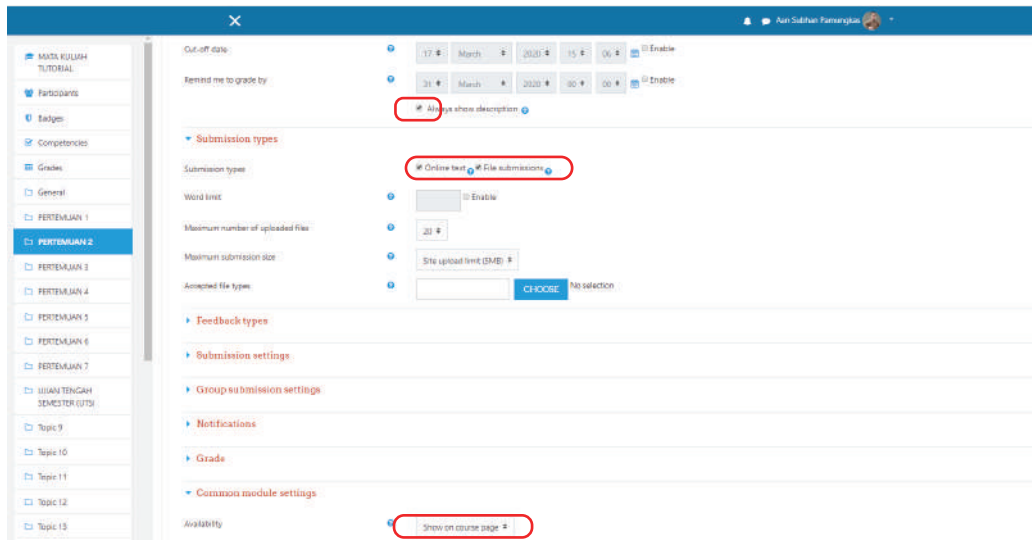 Aan Subhan Pamungkas
MATA KULIAH
TUTORIAL
Participants
Badges
Competencies
Grades
General
PERTEMUAN 1
PERTEMUAN 2
PERTEMUAN 3
PERTEMUAN 4
PERTEMUAN 5
PERTEMUAN 6
PERTEMUAN 7
UJIAN TENGAH
SEMESTER (UTS)
Topic 9
Topic 10
Topic 11
Topic 12
Topic 13
Cut-off date
17 March 2020 15 06 Enable
Remind me to grade by
31 March 2020 00 00 Enable
Always show description
Submission types
Submission types
Online text File submissions
Word limit
Enable
Maximum number of uploaded files
20
Maximum submission size
Site upload limit (5MB)
Accepted file types
CHOOSE No selection
Feedback types
Submission settings
Group submission settings
Notifications
Grade
Common module settings
Availability
Show on course page